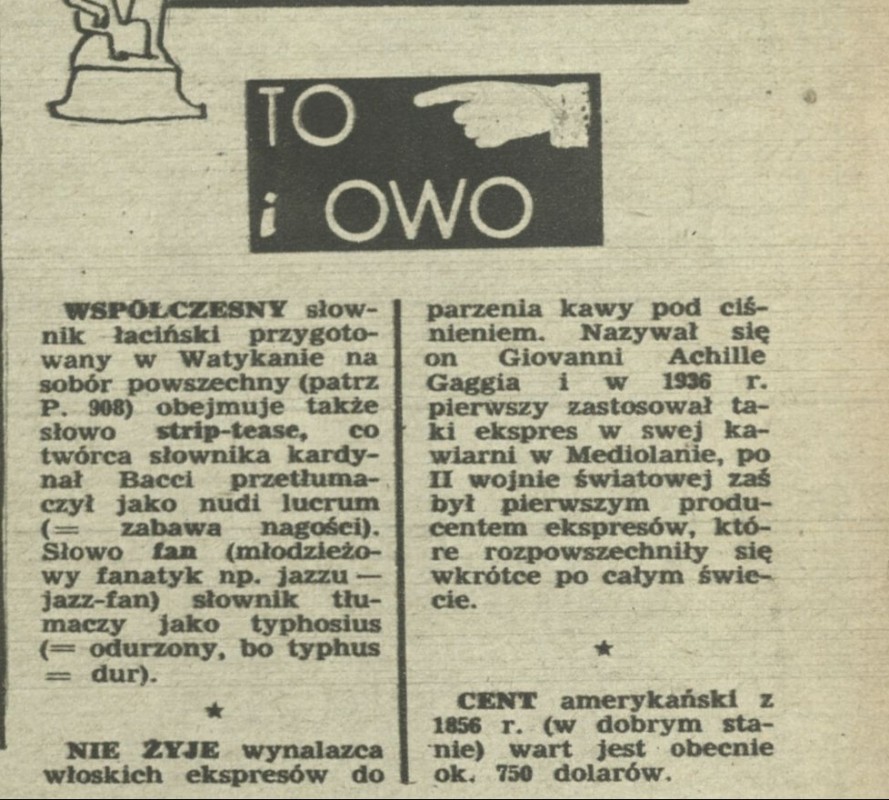 TO
i OWO
WSPÓŁCZESNY słow-
nik łaciński przygoto-
wany w Watykanie na
sobór powszechny (patrz
P. 908) obejmuje także
słowo strip-tease, co
twórca słownika kardy-
nał Bacci przetłuma-
czył jako nudi lucrum
(= zabawa nagości).
Słowo fan (młodzieżo-
wy fanatyk np. jazzu —
jazz-fan) słownik tłu-
maczy jako typhosius
(= odurzony, bo typhus
= dur).
★
NIE ŻYJE wynalazca
włoskich ekspresów do
parzenia kawy pod ciś-
nieniem. Nazywał się
on Giovanni Achille
Gaggia i w 1936 r.
pierwszy zastosował ta-
ki ekspres w swej ka-
wiarni w Mediolanie, po
II wojnie światowej zaś
był pierwszym produ-
centem ekspresów, któ-
re rozpowszechniły się
wkrótce po całym świe-
cie.
★
CENT amerykański z
1856 r. (w dobrym sta-
nie) wart jest obecnie
ok. 750 dolarów.